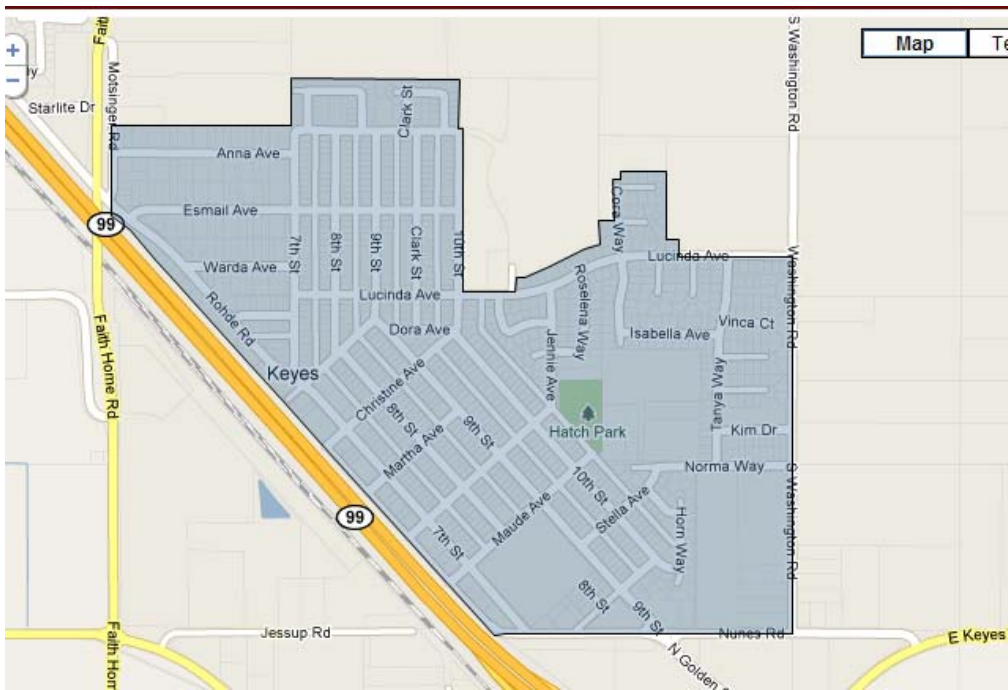 S Washington Rd
Map
Te
Fait
Motsinger Rd
Starlite Dr
Clark St
Anna Ave
Cora Way
Esmail Ave
99
7th St
8th St
9th St
Clark St
10th St
Lucinda Ave
Washington Rd
Warda Ave
Lucinda Ave
Roselena Way
Rohde Rd
Dora Ave
Isabella Ave
Vinca Ct
Faith Home Rd
Keyes
Jennie Ave
Christine Ave
Tanya Way
8th St
9th St
Hatch Park
Kim Dr
Martha Ave
Norma Way
S Washington Rd
10th St
99
Maude Ave
Stella Ave
Horn Way
7th St
8th St
9th St
Faith Hom
Jessup Rd
Nunes Rd
E Keyes
N Golden S